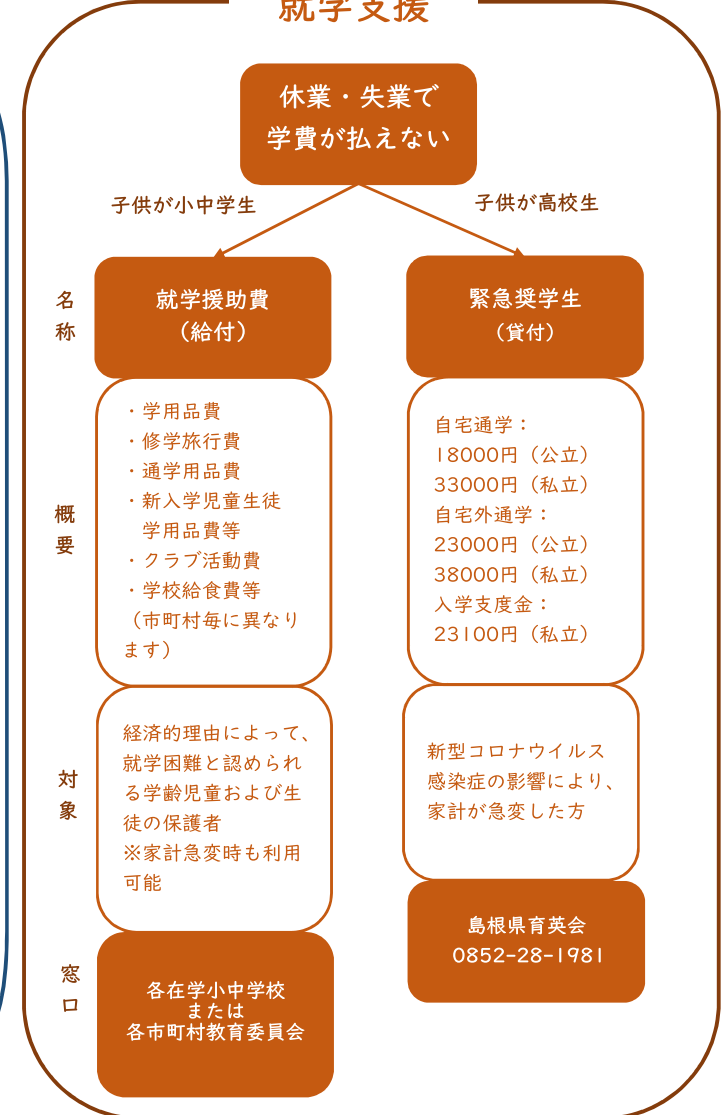 就学支援
休業・失業で
学費が払えない
子供が小中学生
子供が高校生
名称
就学援助費
（給付）
緊急奨学生
（貸付）
概要
・学用品費
・修学旅行費
・通学用品費
・新入学児童生徒
学用品費等
・クラブ活動費
・学校給食費等
（市町村毎に異なり
ます）
自宅通学：
18000円（公立）
33000円（私立）
自宅外通学：
23000円（公立）
38000円（私立）
入学支度金：
23100円（私立）
対象
経済的理由によって、
就学困難と認められ
る学齢児童および生
徒の保護者
※家計急変時も利用
可能
新型コロナウイルス
感染症の影響により、
家計が急変した方
窓口
各在学小中学校
または
各市町村教育委員会
島根県育英会
0852-28-1981